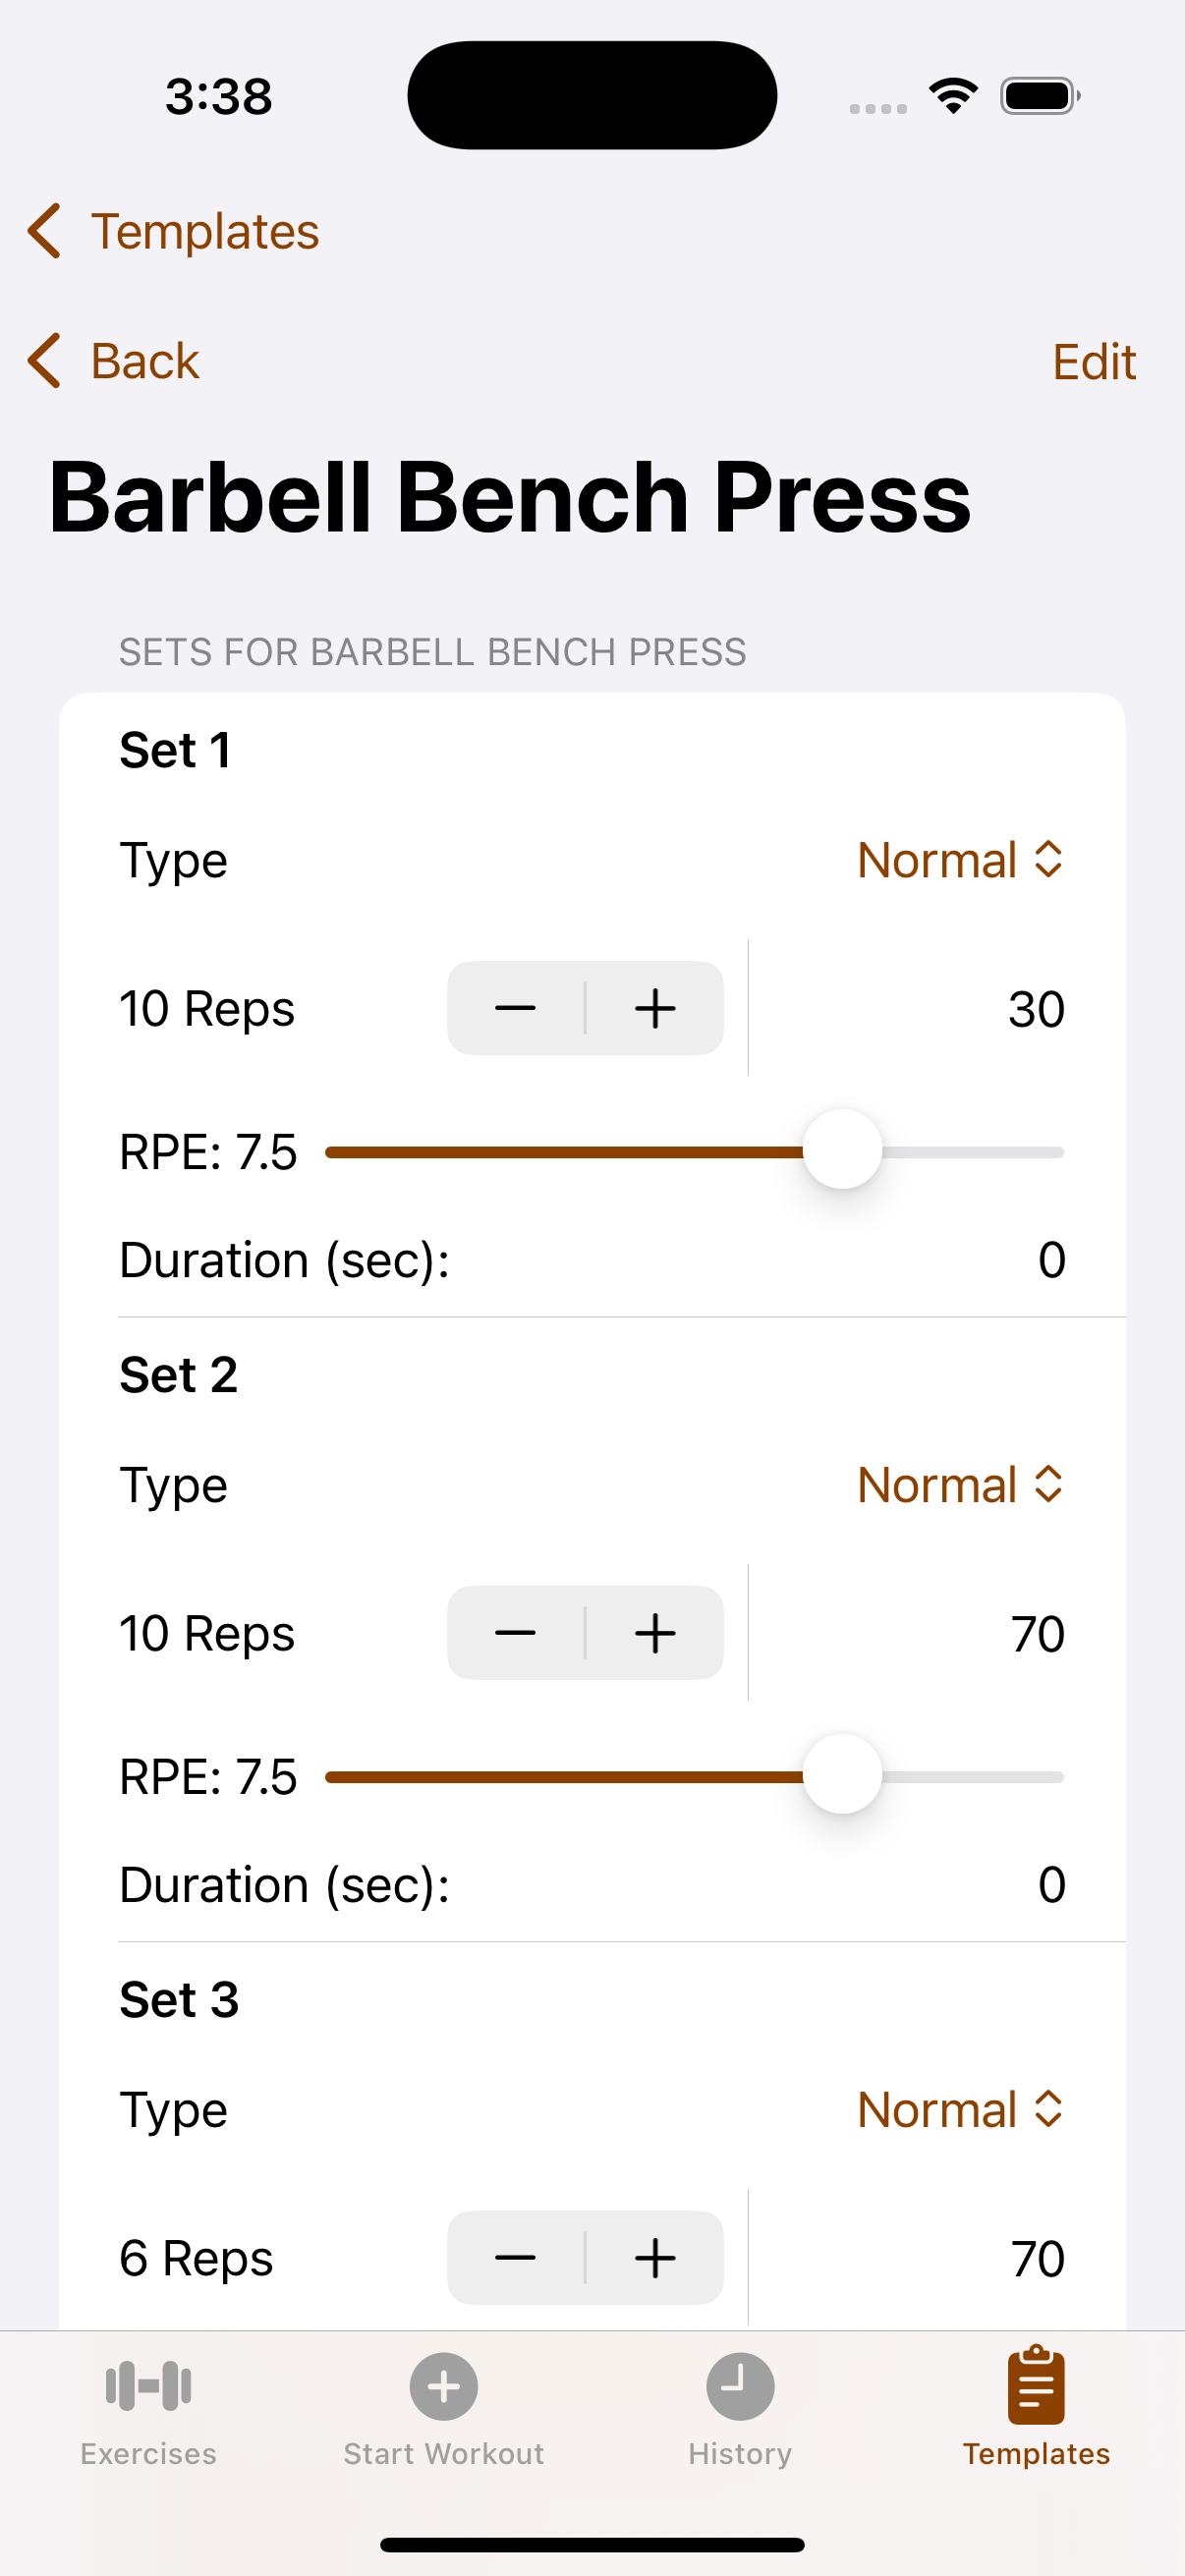 3:38
Templates
Back Edit
Barbell Bench Press
SETS FOR BARBELL BENCH PRESS
Set 1
Type Normal
10 Reps − + 30
RPE: 7.5
Duration (sec): 0
Set 2
Type Normal
10 Reps − + 70
RPE: 7.5
Duration (sec): 0
Set 3
Type Normal
6 Reps − + 70
Exercises Start Workout History Templates